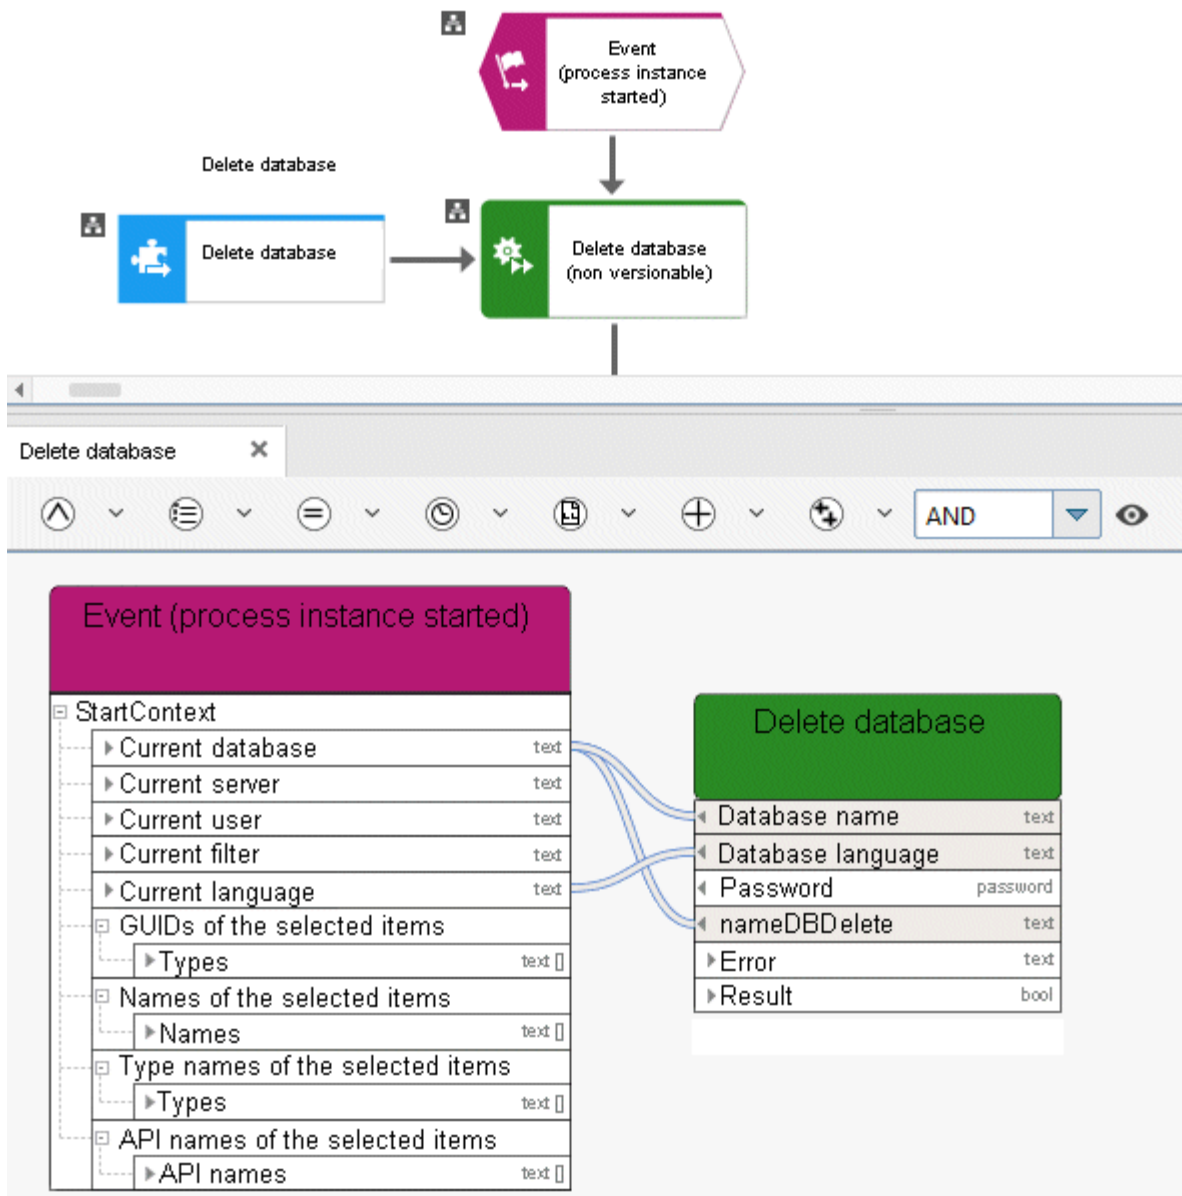 Event
(process instance
started)
Delete database
Delete database
Delete database
(non versionable)
Delete database
AND
Event (process instance started)
StartContext
Current database text
Current server text
Current user text
Current filter text
Current language text
GUIDs of the selected items
Types text []
Names of the selected items
Names text []
Type names of the selected items
Types text []
API names of the selected items
API names text []
Delete database
Database name text
Database language text
Password password
nameDBDelete text
Error text
Result bool